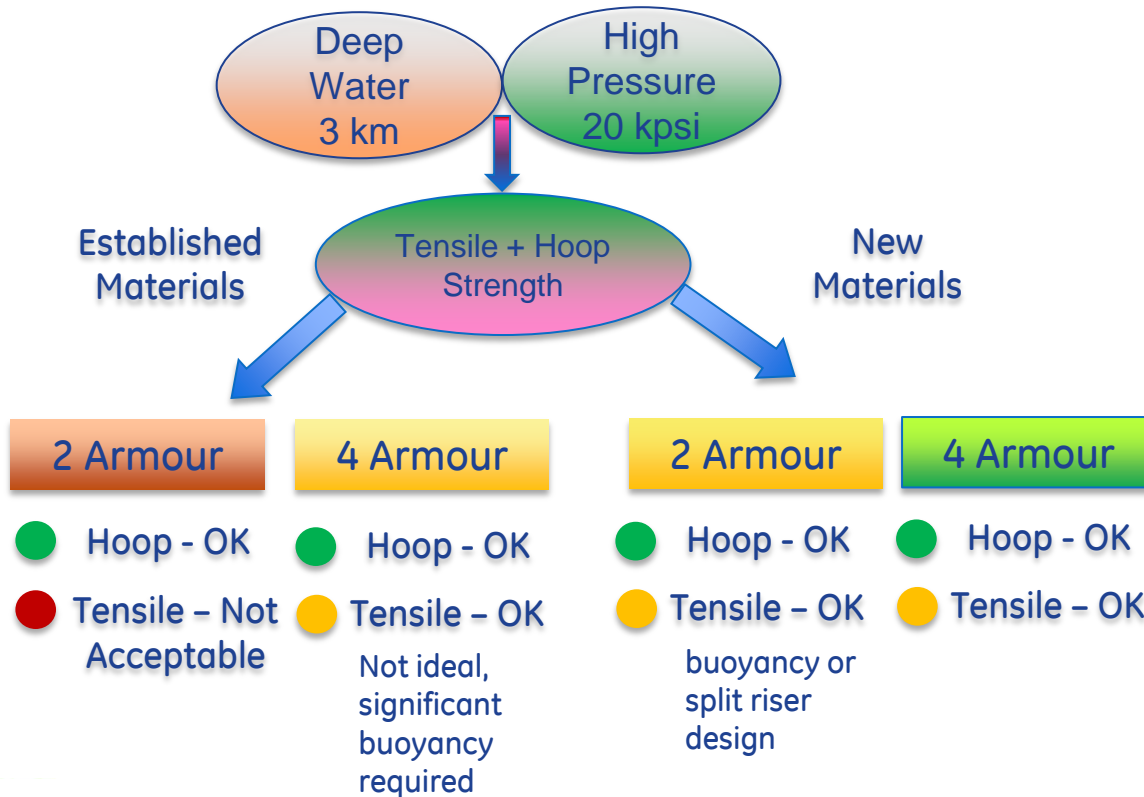 Deep
Water
3 km
High
Pressure
20 kpsi
Established
Materials
Tensile + Hoop
Strength
New
Materials
2 Armour
Hoop - OK
Tensile – Not
Acceptable
4 Armour
Hoop - OK
Tensile – OK
Not ideal,
significant
buoyancy
required
2 Armour
Hoop - OK
Tensile – OK
buoyancy or
split riser
design
4 Armour
Hoop - OK
Tensile – OK